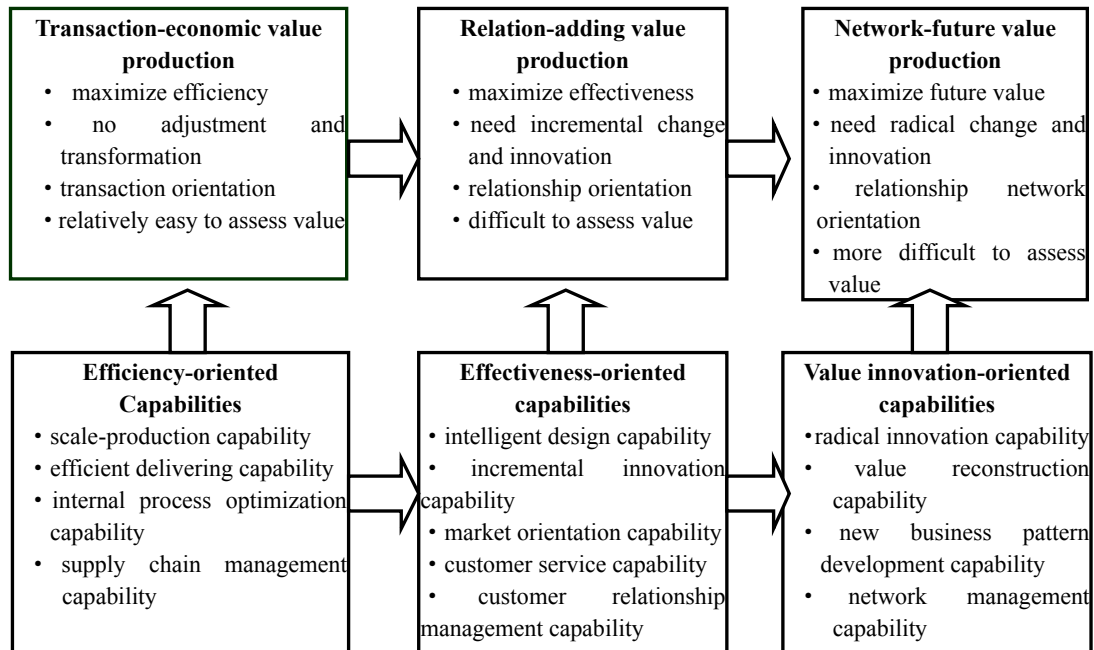 Transaction-economic value
production
• maximize efficiency
• no adjustment and
transformation
• transaction orientation
• relatively easy to assess value
Relation-adding value
production
• maximize effectiveness
• need incremental change
and innovation
• relationship orientation
• difficult to assess value
Network-future value
production
• maximize future value
• need radical change and
innovation
• relationship network
orientation
• more difficult to assess
value
Efficiency-oriented
Capabilities
• scale-production capability
• efficient delivering capability
• internal process optimization
capability
• supply chain management
capability
Effectiveness-oriented
capabilities
• intelligent design capability
• incremental innovation
capability
• market orientation capability
• customer service capability
• customer relationship
management capability
Value innovation-oriented
capabilities
• radical innovation capability
• value reconstruction
capability
• new business pattern
development capability
• network management
capability